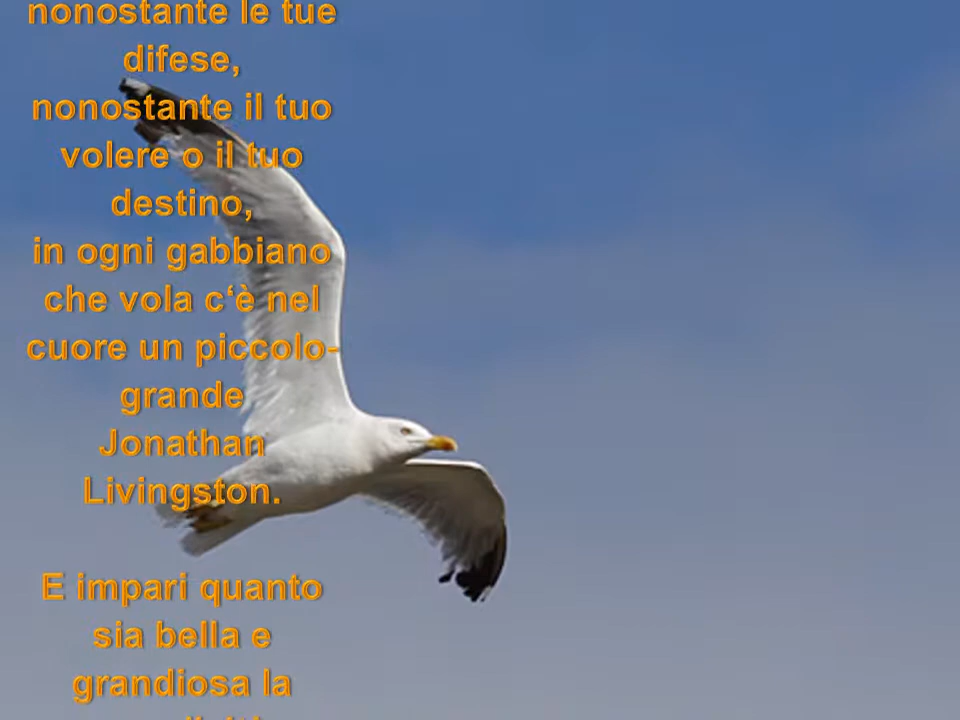 nonostante le tue
difese,
nonostante il tuo
volere o il tuo
destino,
in ogni gabbiano
che vola c‘è nel
cuore un piccolo-
grande
Jonathan
Livingston.
E impari quanto
sia bella e
grandiosa la